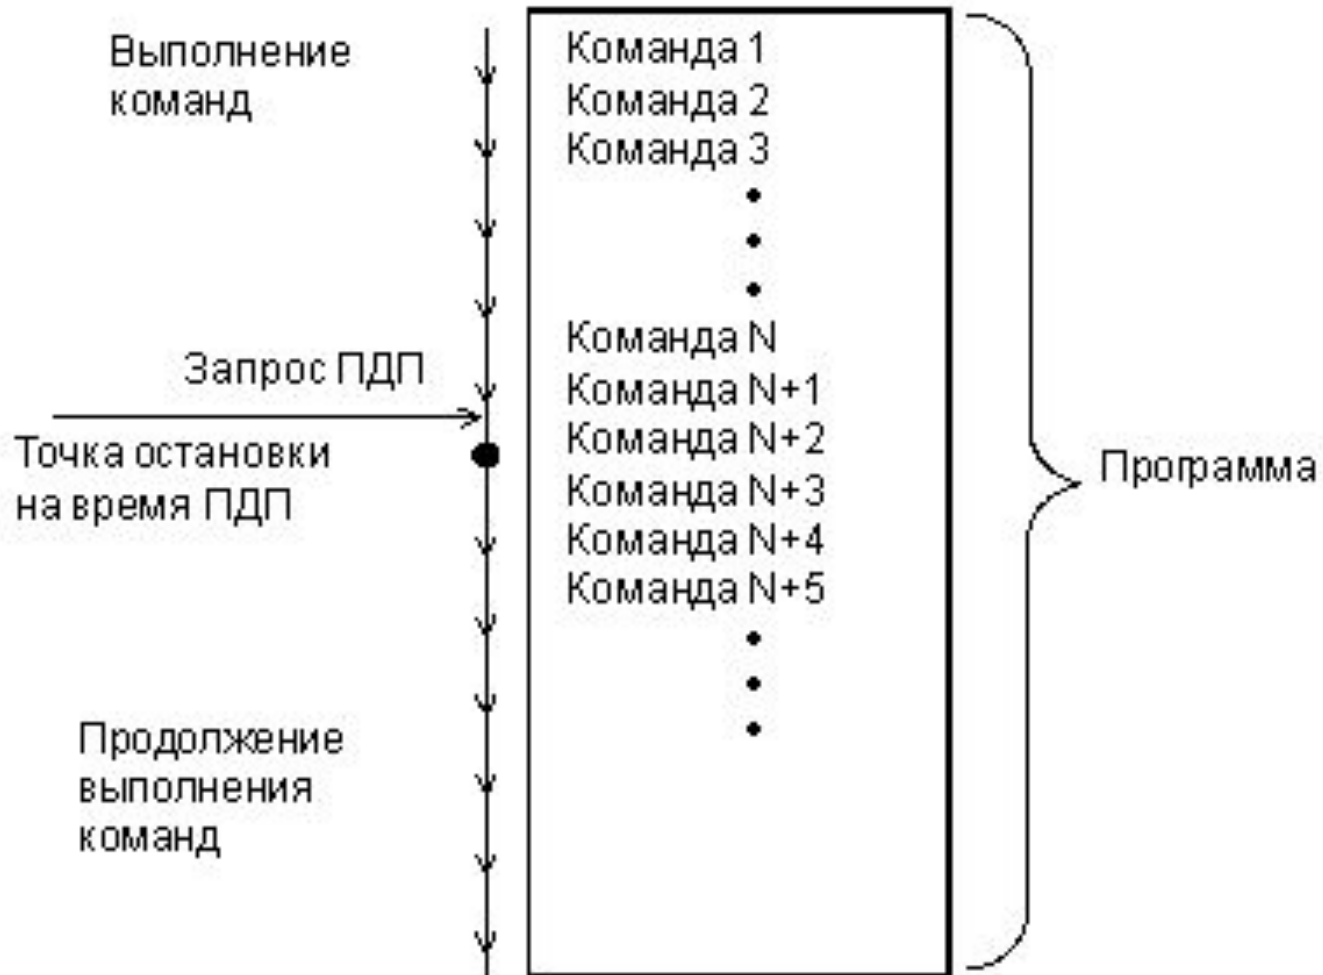 Выполнение
команд
Команда 1
Команда 2
Команда 3
Запрос ПДП
Точка остановки
на время ПДП
Команда N
Команда N+1
Команда N+2
Команда N+3
Команда N+4
Команда N+5
Программа
Продолжение
выполнения
команд